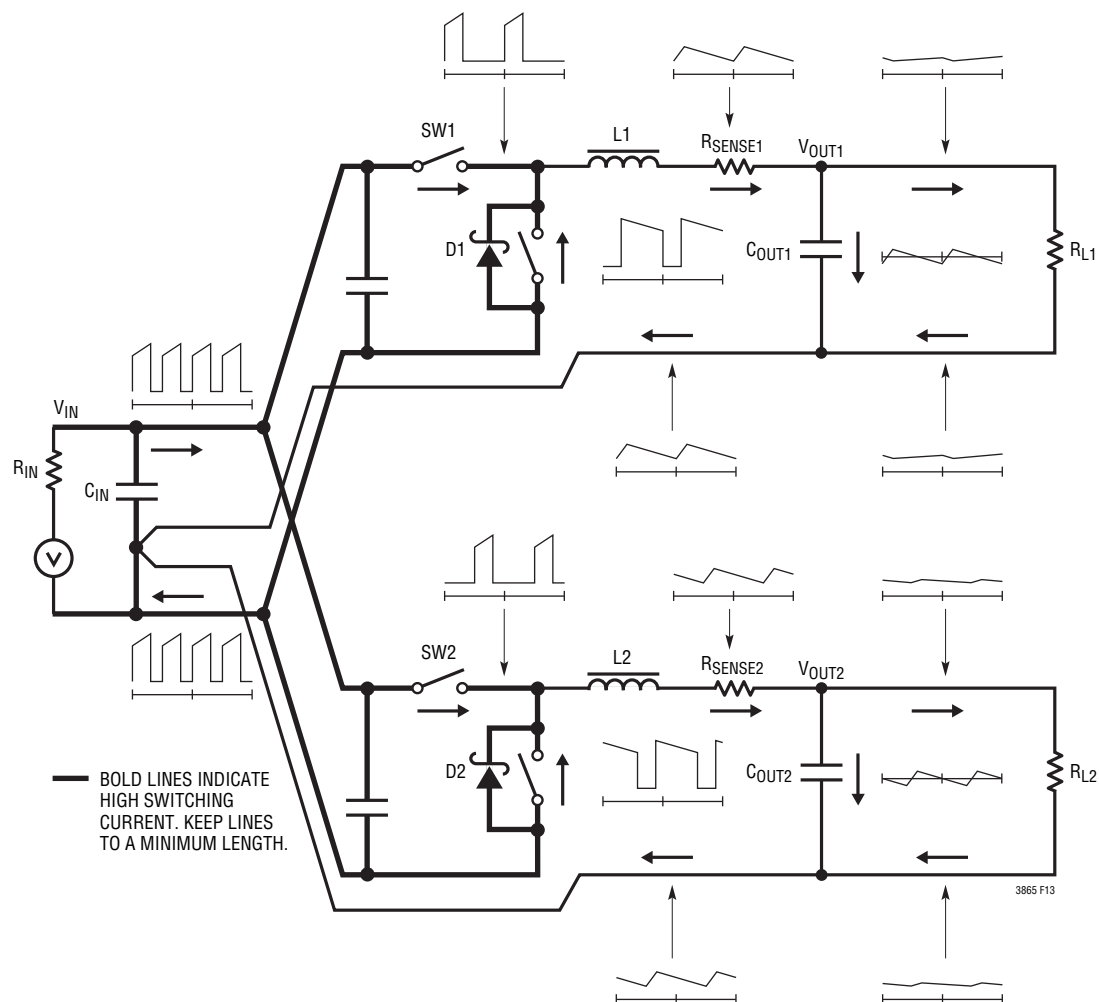 SW1
L1
RSENSE1
VOUT1
D1
COUT1
RL1
VIN
RIN
CIN
V
SW2
L2
RSENSE2
VOUT2
D2
COUT2
RL2
BOLD LINES INDICATE
HIGH SWITCHING
CURRENT. KEEP LINES
TO A MINIMUM LENGTH.
3865 F13